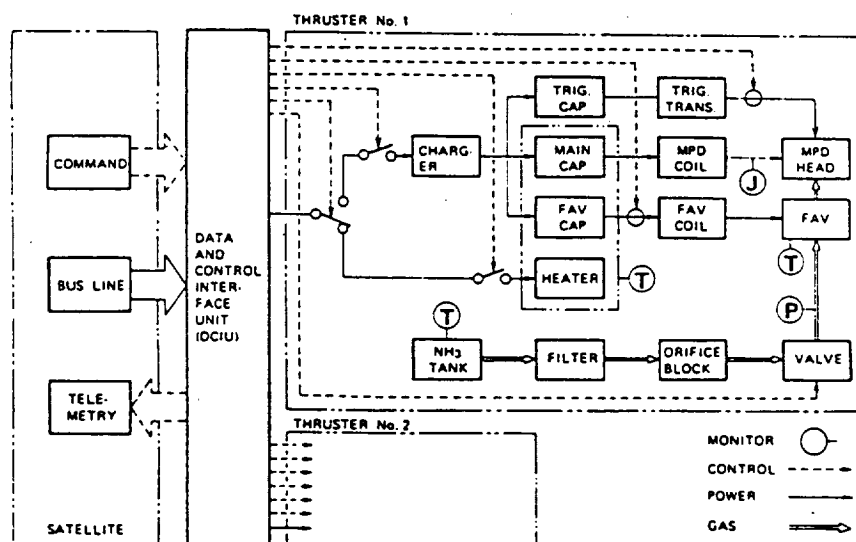 THRUSTER No. 1
COMMAND
BUS LINE
TELE-
METRY
SATELLITE
DATA
AND
CONTROL
INTER-
FACE
UNIT
(DCIU)
CHARG-
ER
TRIG.
CAP
TRIG.
TRANS.
MAIN
CAP
MPD
COIL
J
MPD
HEAD
FAV
CAP
FAV
COIL
FAV
T
HEATER
T
P
T
NH3
TANK
FILTER
ORIFICE
BLOCK
VALVE
THRUSTER No. 2
MONITOR
CONTROL
POWER
GAS